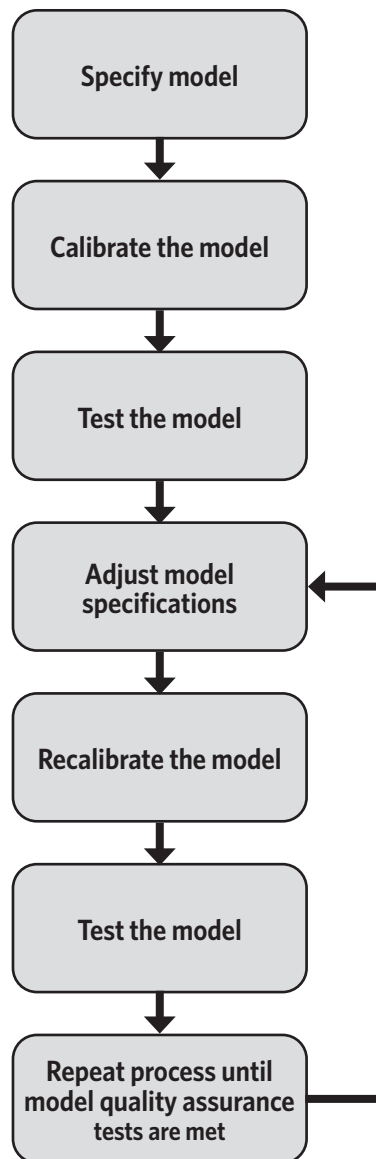 Specify model
Calibrate the model
Test the model
Adjust model
specifications
Recalibrate the model
Test the model
Repeat process until
model quality assurance
tests are met